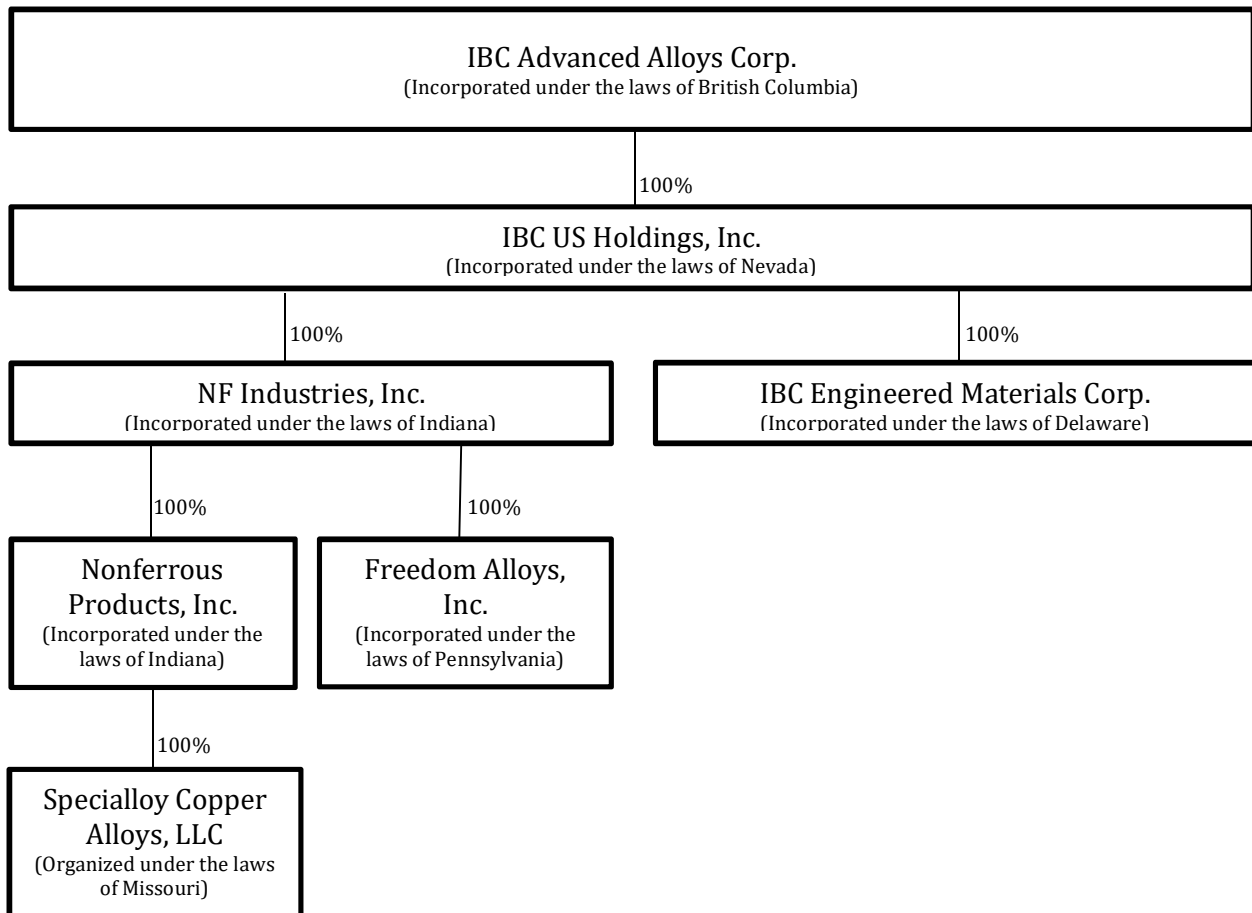 IBC Advanced Alloys Corp.
(Incorporated under the laws of British Columbia)
100%
IBC US Holdings, Inc.
(Incorporated under the laws of Nevada)
100%
100%
NF Industries, Inc.
(Incorporated under the laws of Indiana)
IBC Engineered Materials Corp.
(Incorporated under the laws of Delaware)
100%
100%
Nonferrous
Products, Inc.
(Incorporated under the
laws of Indiana)
Freedom Alloys,
Inc.
(Incorporated under the
laws of Pennsylvania)
100%
Specialloy Copper
Alloys, LLC
(Organized under the laws
of Missouri)